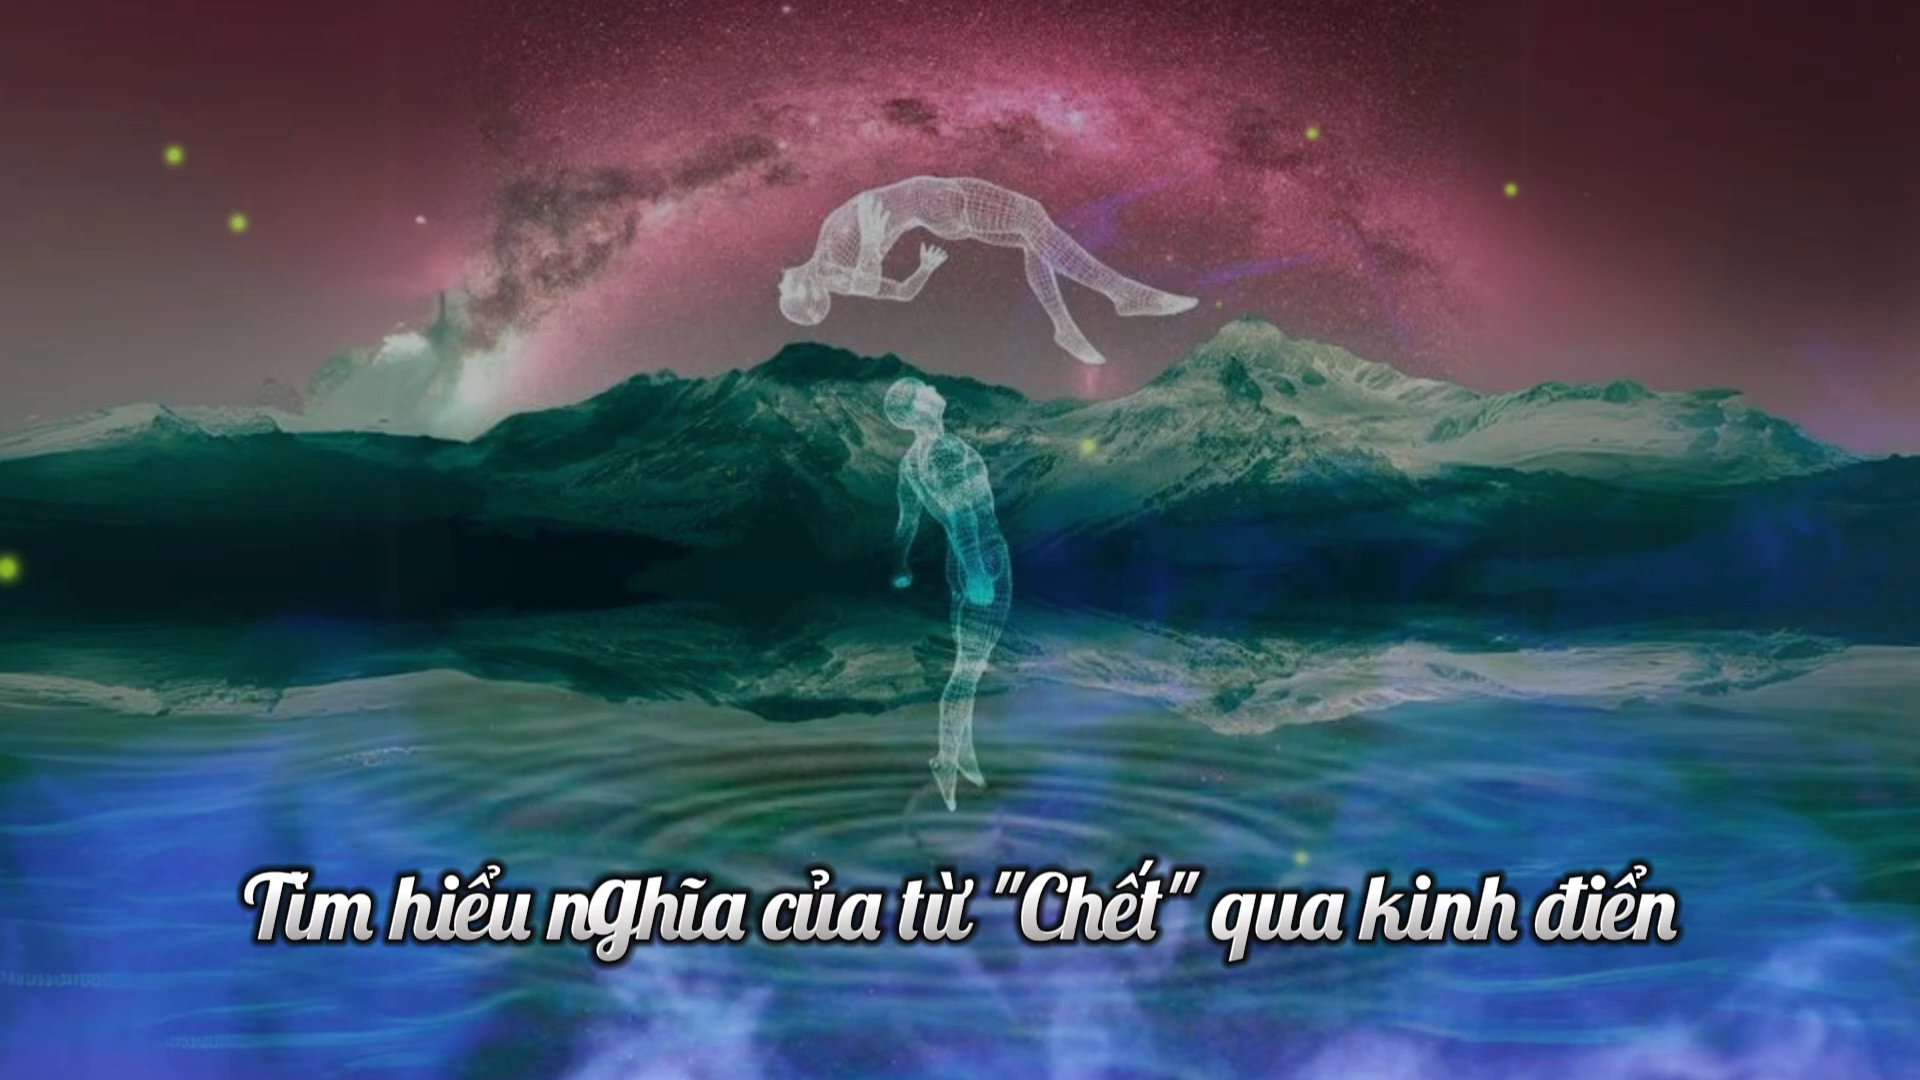 Tìm hiểu nghĩa của từ "Chết" qua kinh điển